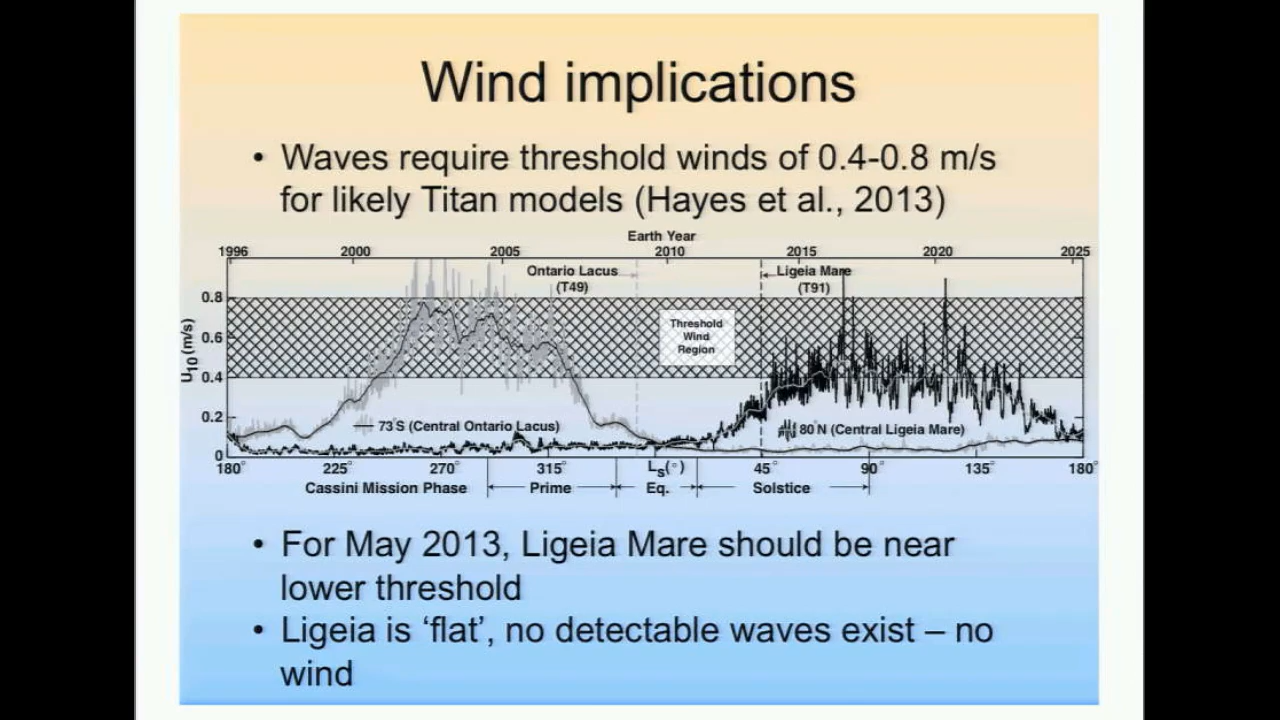 Wind implications
• Waves require threshold winds of 0.4-0.8 m/s
for likely Titan models (Hayes et al., 2013)
Earth Year
1996 2000 2005 2010 2015 2020 2025
Ontario Lacus
(T49)
Ligeia Mare
(T91)
0.8
0.6
0.4
0.2
0
U10 (m/s)
Threshold
Wind
Region
73°S (Central Ontario Lacus)
80°N (Central Ligeia Mare)
180° 225° 270° 315° Ls(°) 45° 90° 135° 180°
Cassini Mission Phase Prime Eq. Solstice
• For May 2013, Ligeia Mare should be near
lower threshold
• Ligeia is ‘flat’, no detectable waves exist – no
wind